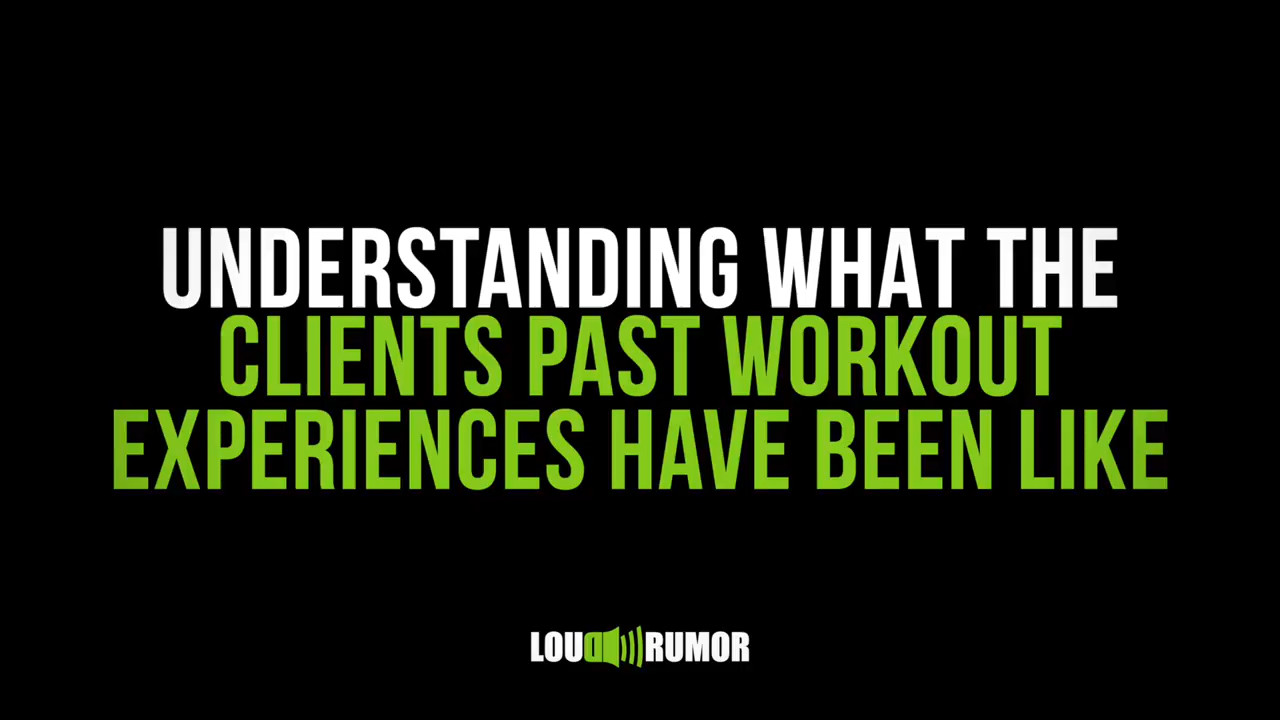 UNDERSTANDING WHAT THE
CLIENTS PAST WORKOUT
EXPERIENCES HAVE BEEN LIKE
LOUD RUMOR